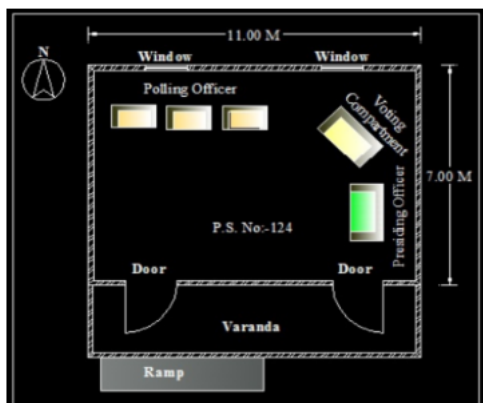 11.00 M
N
Window
Window
Polling Officer
Voting
Compartment
7.00 M
Presiding Officer
P.S. No:-124
Door
Door
Varanda
Ramp